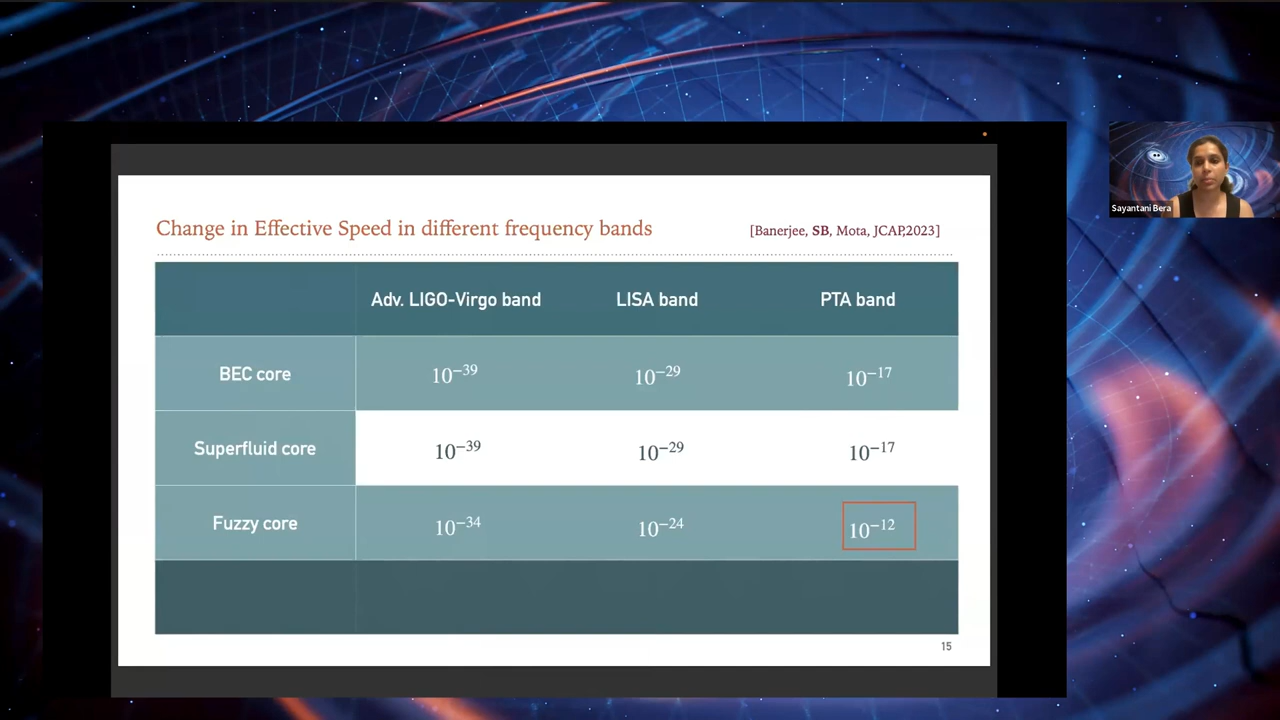 Change in Effective Speed in different frequency bands [Banerjee, SB, Mota, JCAP,2023]
Adv. LIGO-Virgo band LISA band PTA band
BEC core 10⁻³⁹ 10⁻²⁹ 10⁻¹⁷
Superfluid core 10⁻³⁹ 10⁻²⁹ 10⁻¹⁷
Fuzzy core 10⁻³⁴ 10⁻²⁴ 10⁻¹²
15
Sayantani Bera